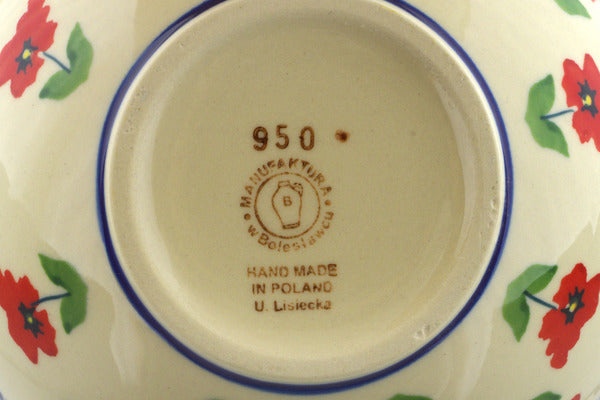 950
MANUFAKTURA
B
w Bolesławcu
HAND MADE
IN POLAND
U. Lisiecka